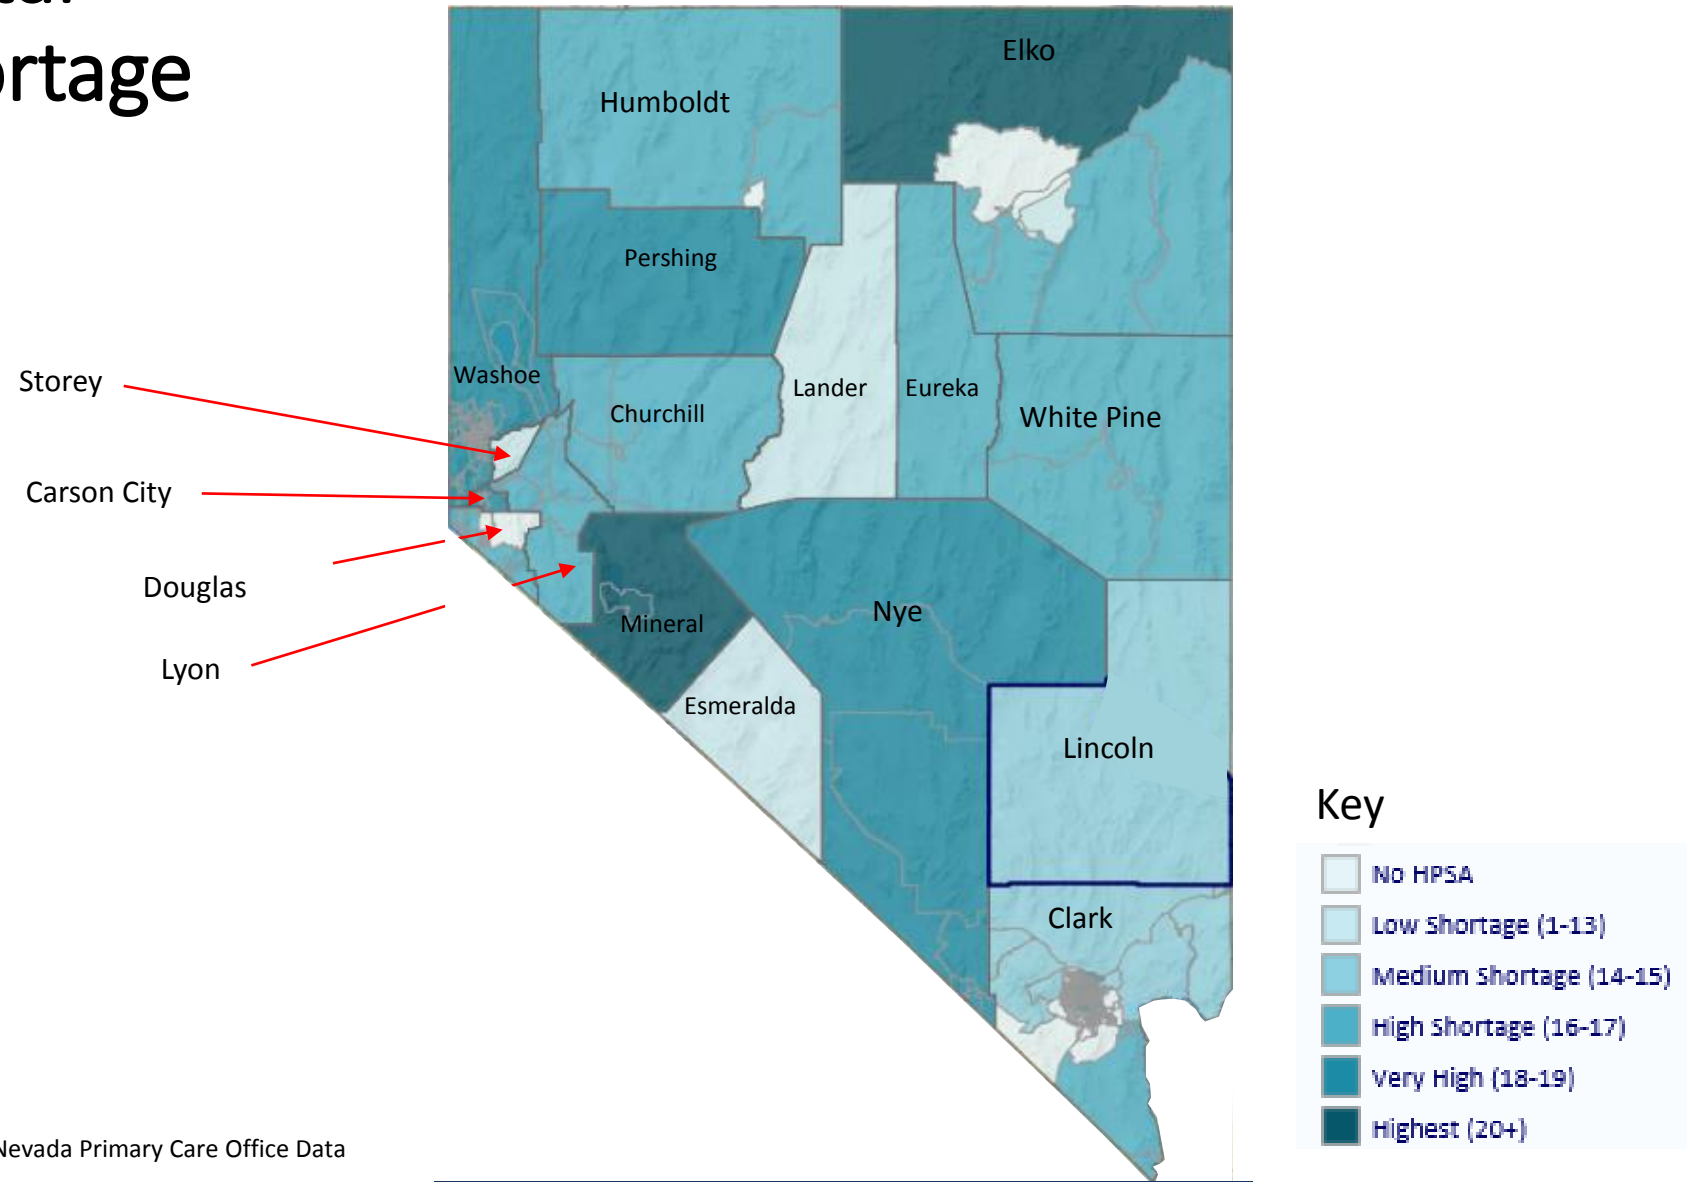 ortage
Elko
Humboldt
Pershing
Storey
Washoe
Lander
Eureka
Churchill
White Pine
Carson City
Douglas
Nye
Mineral
Lyon
Esmeralda
Lincoln
Clark
Key
No HPSA
Low Shortage (1-13)
Medium Shortage (14-15)
High Shortage (16-17)
Very High (18-19)
Highest (20+)
Nevada Primary Care Office Data